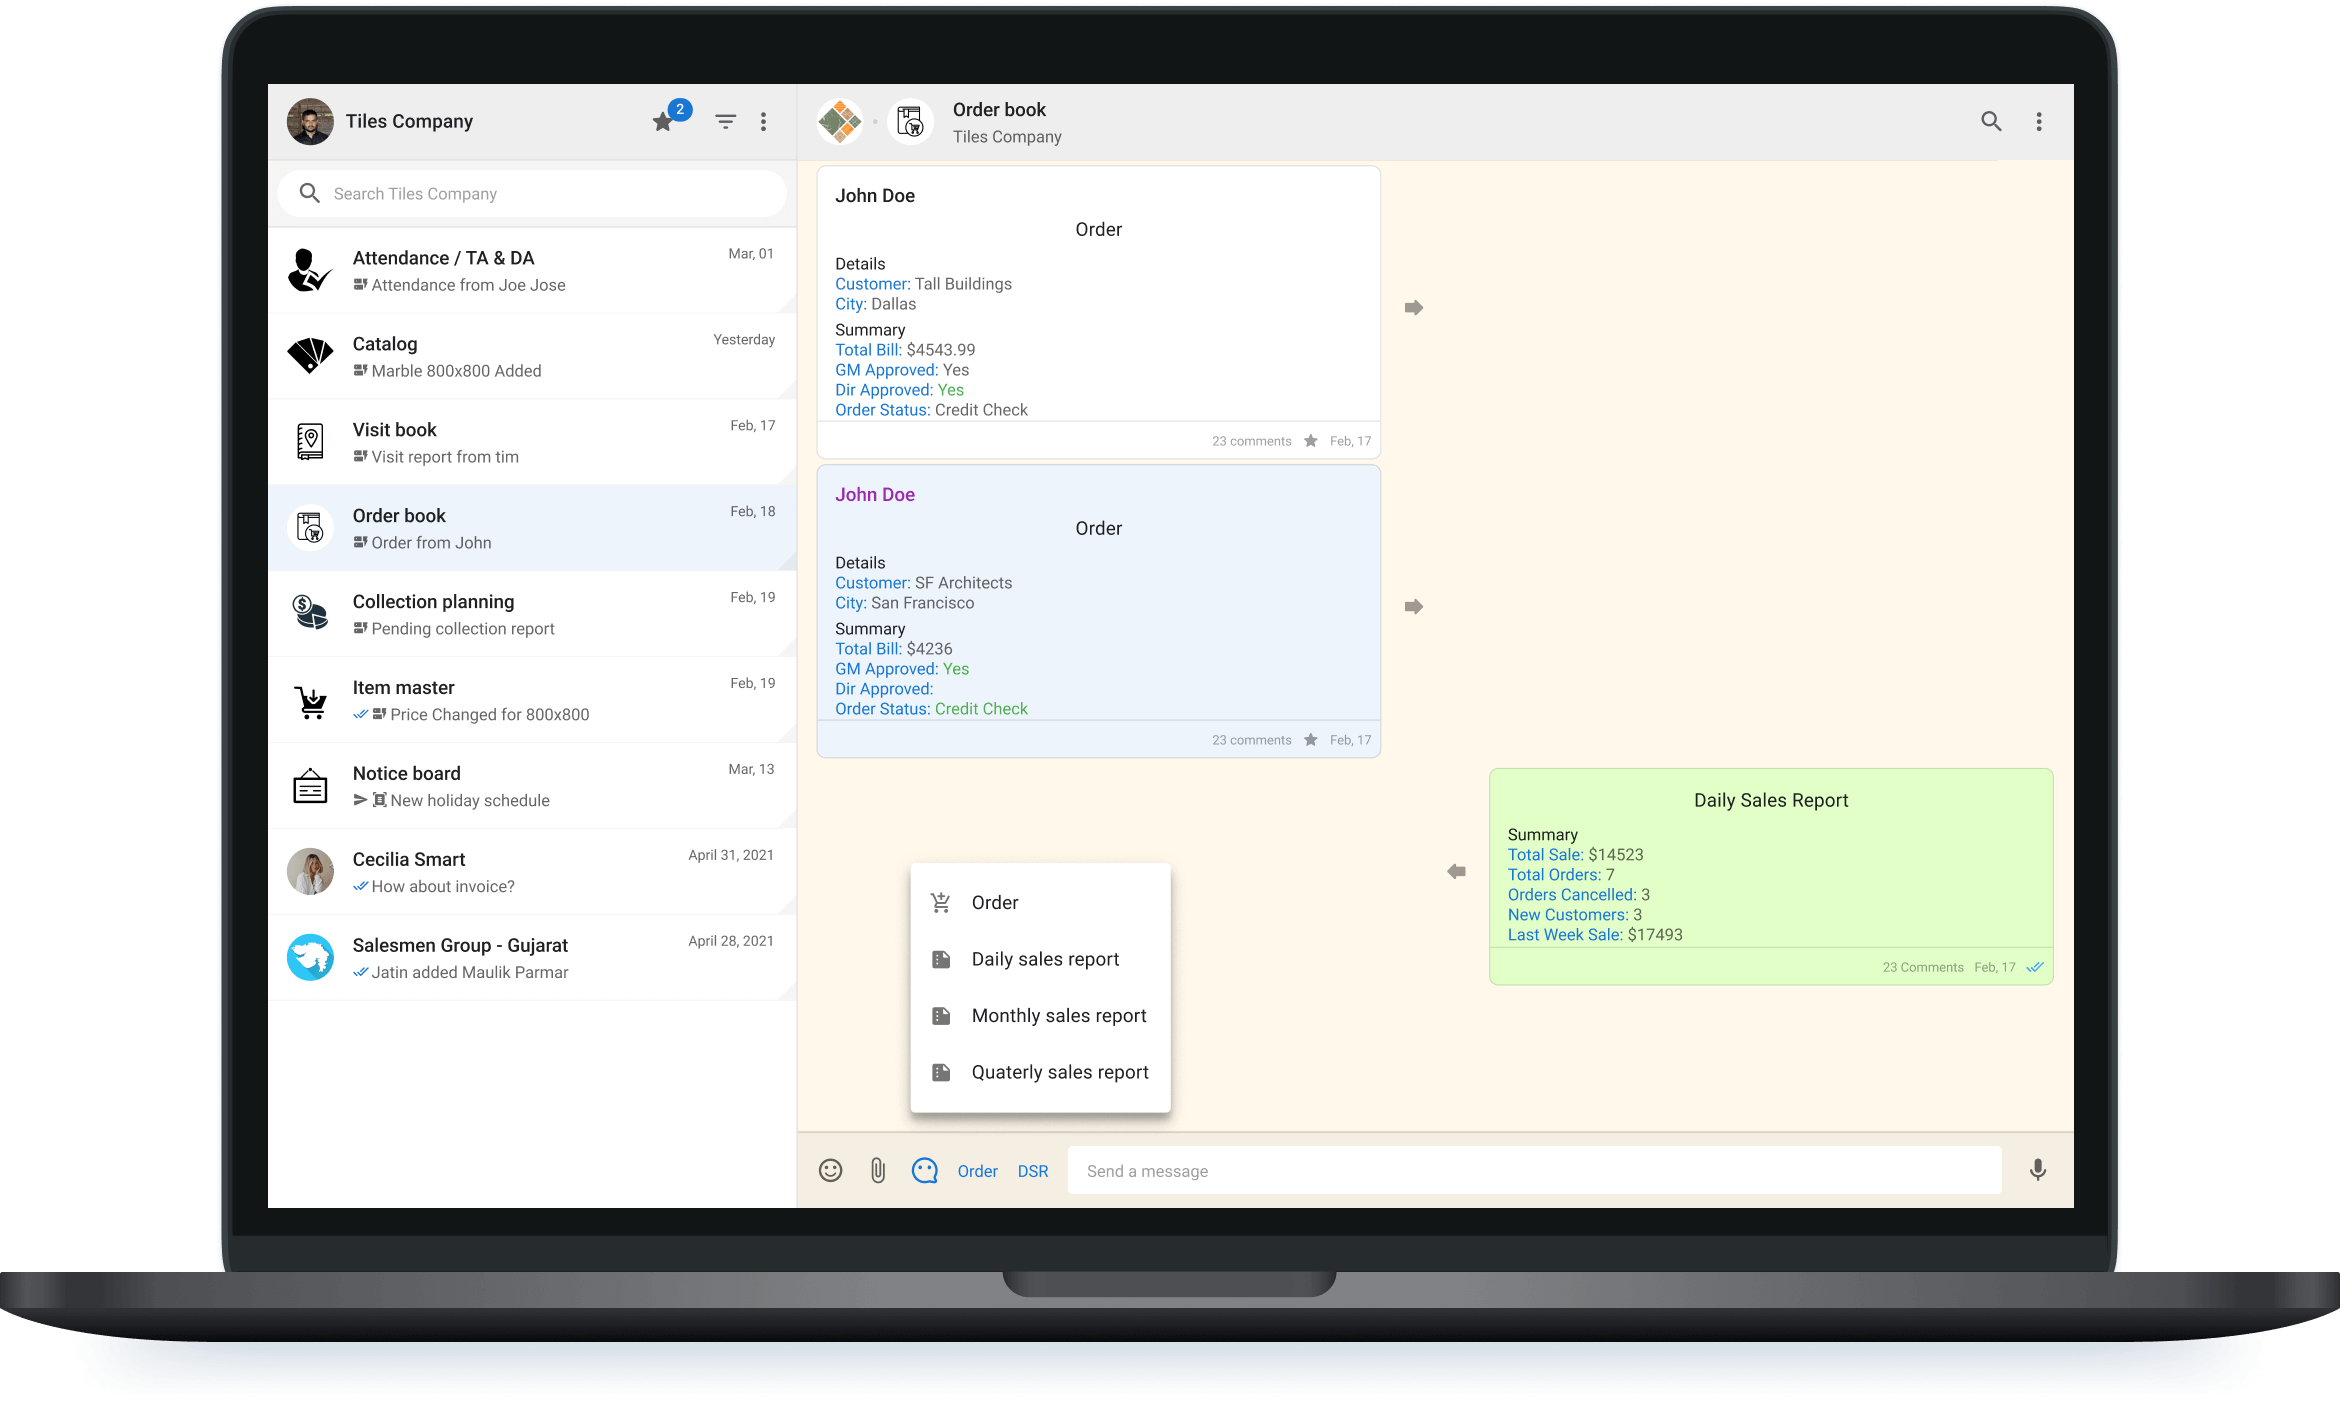 Tiles Company
2
Search Tiles Company
Attendance / TA & DA
Mar, 01
Attendance from Joe Jose
Catalog
Yesterday
Marble 800x800 Added
Visit book
Feb, 17
Visit report from tim
Order book
Feb, 18
Order from John
Collection planning
Feb, 19
Pending collection report
Item master
Feb, 19
Price Changed for 800x800
Notice board
Mar, 13
New holiday schedule
Cecilia Smart
April 31, 2021
How about invoice?
Salesmen Group - Gujarat
April 28, 2021
Jatin added Maulik Parmar
Order book
Tiles Company
John Doe
Order
Details
Customer: Tall Buildings
City: Dallas
Summary
Total Bill: $4543.99
GM Approved: Yes
Dir Approved: Yes
Order Status: Credit Check
23 comments Feb, 17
John Doe
Order
Details
Customer: SF Architects
City: San Francisco
Summary
Total Bill: $4236
GM Approved: Yes
Dir Approved:
Order Status: Credit Check
23 comments Feb, 17
Daily Sales Report
Summary
Total Sale: $14523
Total Orders: 7
Orders Cancelled: 3
New Customers: 3
Last Week Sale: $17493
23 Comments Feb, 17
Order
Daily sales report
Monthly sales report
Quaterly sales report
Order DSR Send a message